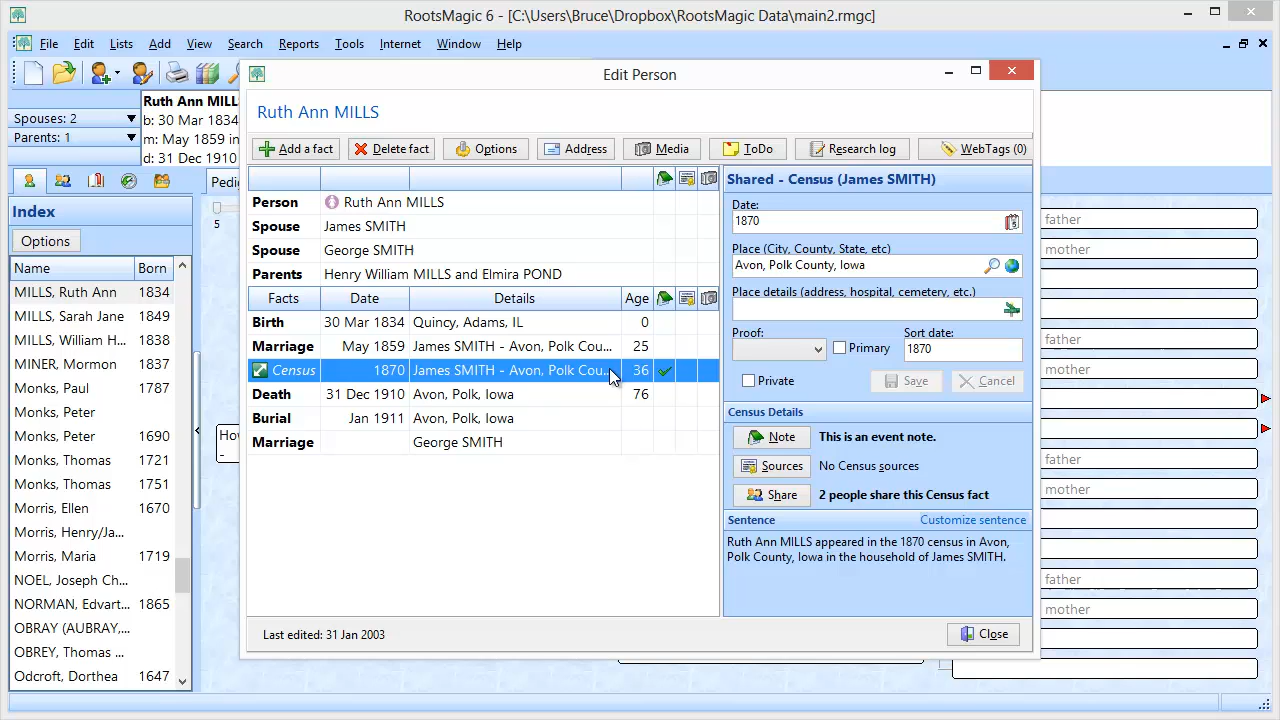 RootsMagic 6 - [C:\Users\Bruce\Dropbox\RootsMagic Data\main2.rmgc]
File Edit Lists Add View Search Reports Tools Internet Window Help
Spouses: 2
Parents: 1
Ruth Ann MILLS
b: 30 Mar 1834
m: May 1859 in
d: 31 Dec 1910
Index
Options
Name Born
MILLS, Ruth Ann 1834
MILLS, Sarah Jane 1849
MILLS, William H... 1838
MINER, Mormon 1837
Monks, Paul 1787
Monks, Peter
Monks, Peter 1690
Monks, Thomas 1721
Monks, Thomas 1751
Morris, Ellen 1670
Morris, Henry/Ja...
Morris, Maria 1719
NOEL, Joseph Ch...
NORMAN, Edvart... 1865
OBRAY (AUBRAY,...
OBREY, Thomas ...
Odcroft, Dorthea 1647
Pedi
5
Ho
-
Edit Person
Ruth Ann MILLS
Add a fact Delete fact Options Address Media ToDo Research log WebTags (0)
Person Ruth Ann MILLS
Spouse James SMITH
Spouse George SMITH
Parents Henry William MILLS and Elmira POND
Facts Date Details Age
Birth 30 Mar 1834 Quincy, Adams, IL 0
Marriage May 1859 James SMITH - Avon, Polk Cou... 25
Census 1870 James SMITH - Avon, Polk Cou... 36
Death 31 Dec 1910 Avon, Polk, Iowa 76
Burial Jan 1911 Avon, Polk, Iowa
Marriage George SMITH
Last edited: 31 Jan 2003
Shared - Census (James SMITH)
Date:
1870
Place (City, County, State, etc)
Avon, Polk County, Iowa
Place details (address, hospital, cemetery, etc.)
Proof: Primary Sort date:
1870
Private Save Cancel
Census Details
Note This is an event note.
Sources No Census sources
Share 2 people share this Census fact
Sentence Customize sentence
Ruth Ann MILLS appeared in the 1870 census in Avon,
Polk County, Iowa in the household of James SMITH.
Close
father
mother
father
mother
father
mother
father
mother